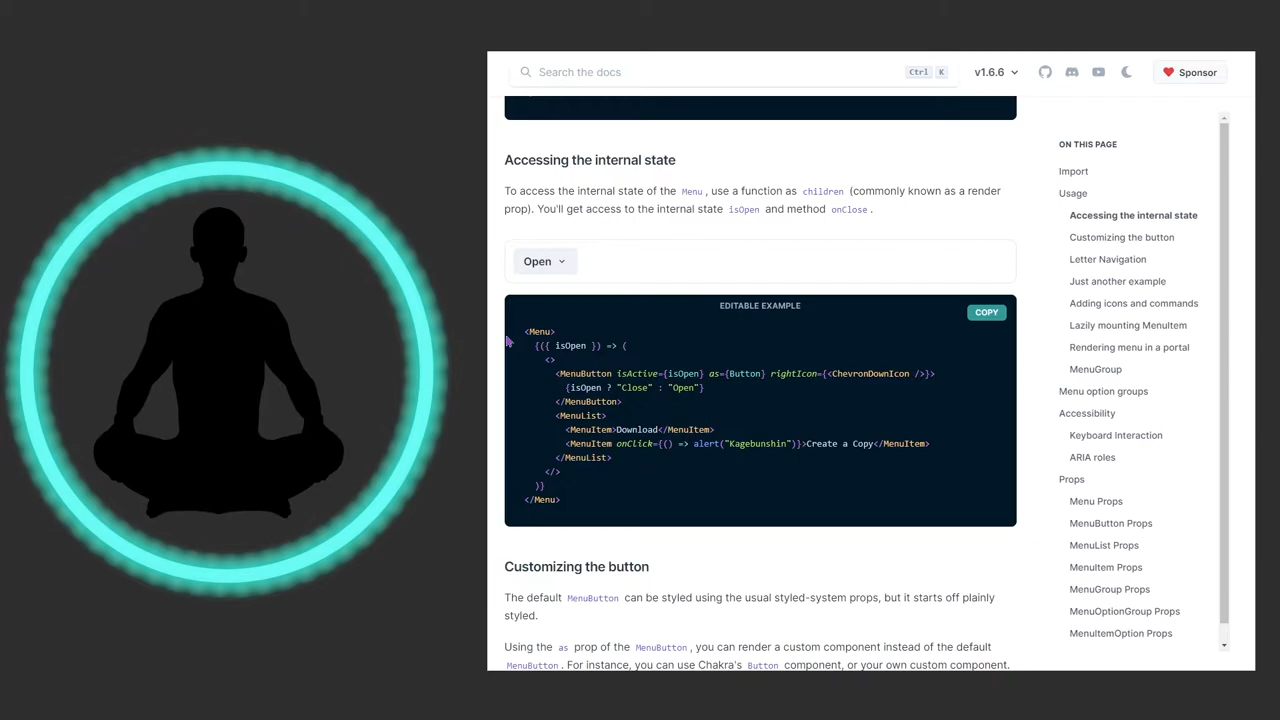 Search the docs
Ctrl K
v1.6.6
Sponsor
Accessing the internal state
To access the internal state of the Menu , use a function as children (commonly known as a render
prop). You'll get access to the internal state isOpen and method onClose .
Open
EDITABLE EXAMPLE
COPY
<Menu>
{({ isOpen }) => (
<>
<MenuButton isActive={isOpen} as={Button} rightIcon={<ChevronDownIcon />}>
{isOpen ? "Close" : "Open"}
</MenuButton>
<MenuList>
<MenuItem>Download</MenuItem>
<MenuItem onClick={() => alert("Kagebunshin")}>Create a Copy</MenuItem>
</MenuList>
</>
)}
</Menu>
Customizing the button
The default MenuButton can be styled using the usual styled-system props, but it starts off plainly
styled.
Using the as prop of the MenuButton , you can render a custom component instead of the default
MenuButton . For instance, you can use Chakra's Button component, or your own custom component.
ON THIS PAGE
Import
Usage
Accessing the internal state
Customizing the button
Letter Navigation
Just another example
Adding icons and commands
Lazily mounting MenuItem
Rendering menu in a portal
MenuGroup
Menu option groups
Accessibility
Keyboard Interaction
ARIA roles
Props
Menu Props
MenuButton Props
MenuList Props
MenuItem Props
MenuGroup Props
MenuOptionGroup Props
MenuItemOption Props